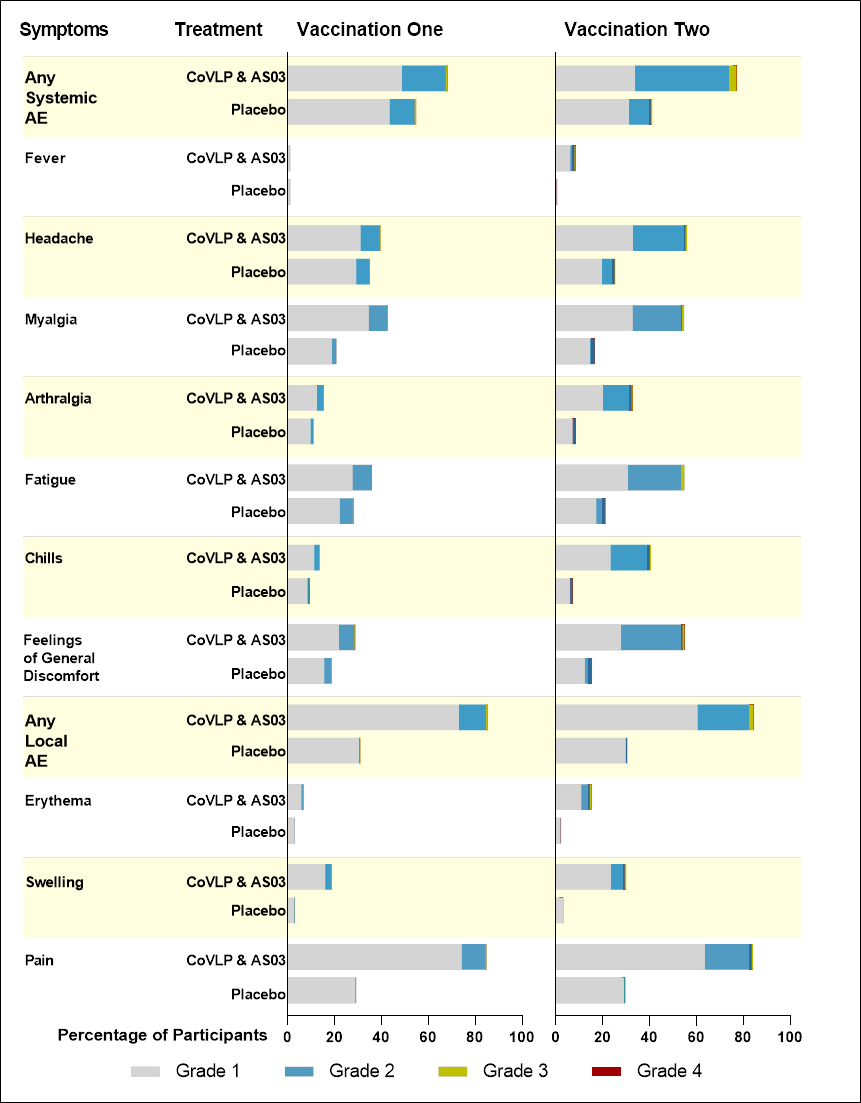 Symptoms Treatment Vaccination One Vaccination Two
Any
Systemic
AE
CoVLP & AS03
Placebo
Fever
CoVLP & AS03
Placebo
Headache
CoVLP & AS03
Placebo
Myalgia
CoVLP & AS03
Placebo
Arthralgia
CoVLP & AS03
Placebo
Fatigue
CoVLP & AS03
Placebo
Chills
CoVLP & AS03
Placebo
Feelings
of General
Discomfort
CoVLP & AS03
Placebo
Any
Local
AE
CoVLP & AS03
Placebo
Erythema
CoVLP & AS03
Placebo
Swelling
CoVLP & AS03
Placebo
Pain
CoVLP & AS03
Placebo
Percentage of Participants 0 20 40 60 80 100 0 20 40 60 80 100
Grade 1 Grade 2 Grade 3 Grade 4